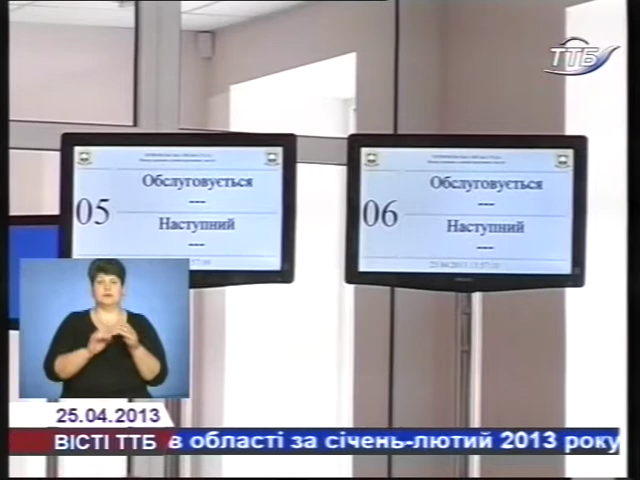 ТТБ
05
Обслуговується
---
Наступний
---
06
Обслуговується
---
Наступний
---
25.04.2013
ВІСТІ ТТБ
в області за січень-лютий 2013 року